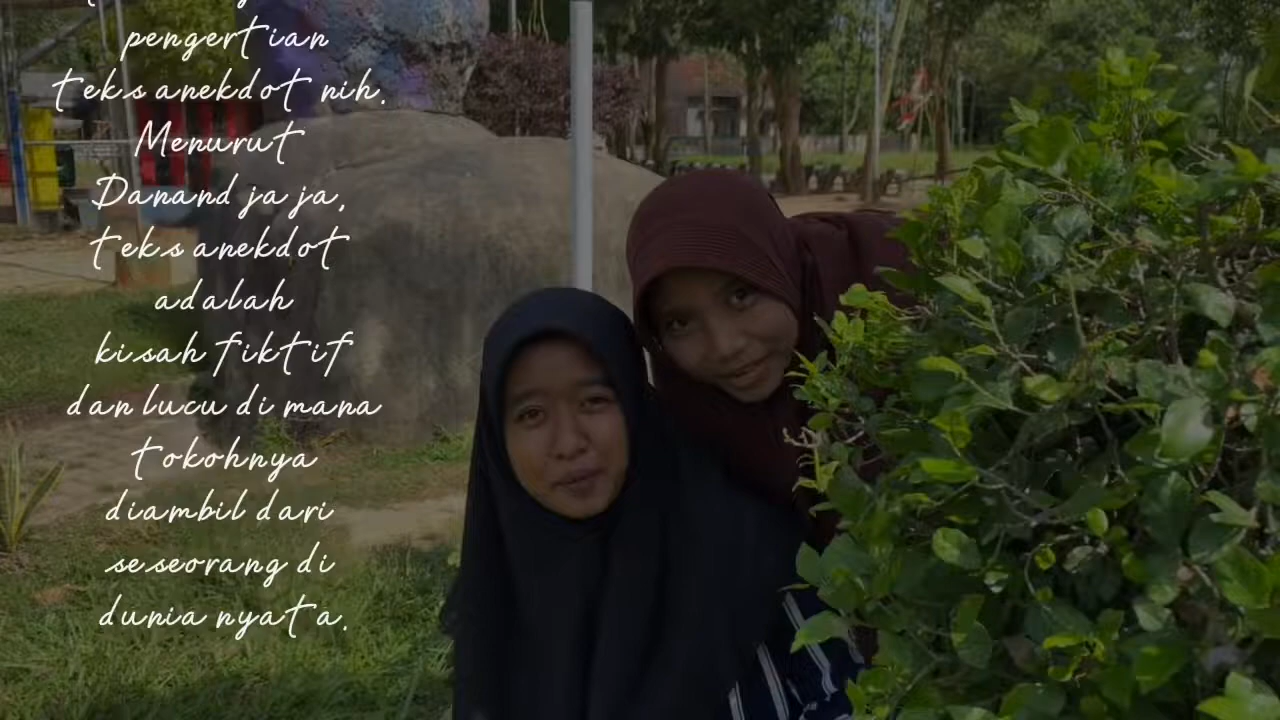 pengertian
teks anekdot nih.
Menurut
Danandjaja,
teks anekdot
adalah
kisah fiktif
dan lucu di mana
tokohnya
diambil dari
seseorang di
dunia nyata.